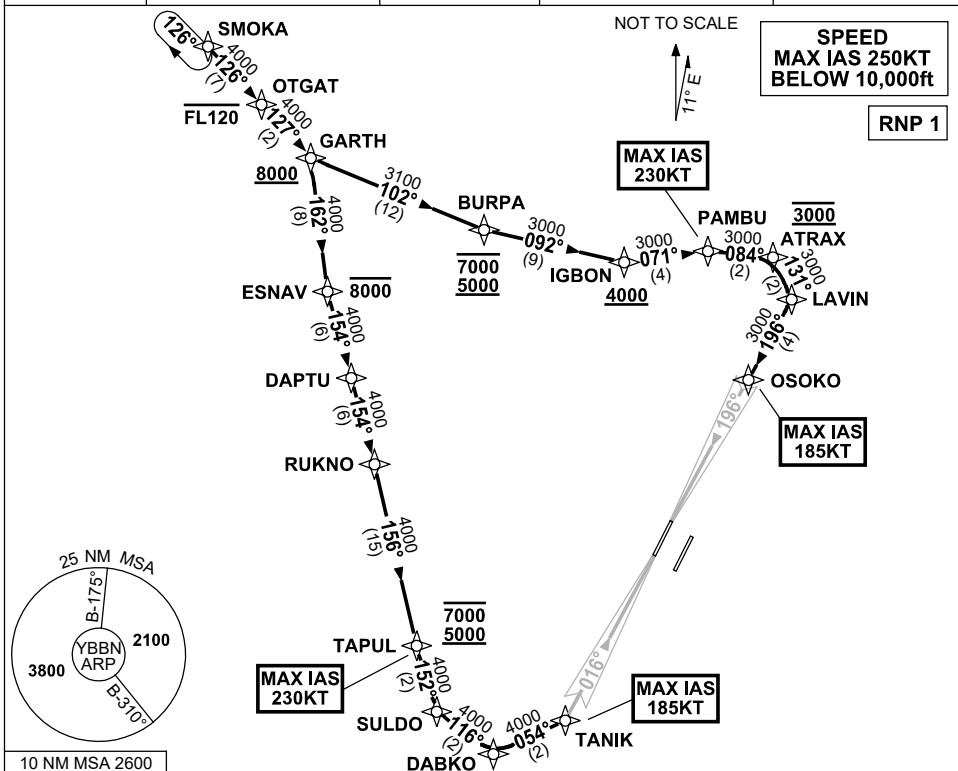 NOT TO SCALE
11° E
SPEED
MAX IAS 250KT
BELOW 10,000ft
RNP 1
126°
SMOKA
4000
126°
(7)
OTGAT
FL120
4000
127°
(2)
GARTH
8000
3100
102°
(12)
BURPA
7000
5000
3000
092°
(9)
IGBON
4000
3000
071°
(4)
MAX IAS
230KT
PAMBU
3000
084°
(2)
3000
ATRAX
3000
131°
(2)
LAVIN
3000
196°
(4)
OSOKO
MAX IAS
185KT
196°
4000
162°
(8)
ESNAV
8000
4000
154°
(6)
DAPTU
4000
154°
(6)
RUKNO
4000
156°
(15)
7000
5000
TAPUL
MAX IAS
230KT
4000
152°
(2)
SULDO
4000
116°
(2)
DABKO
4000
054°
(2)
TANIK
MAX IAS
185KT
016°
25 NM MSA
B-175°
YBBN
ARP
2100
3800
B-310°
10 NM MSA 2600